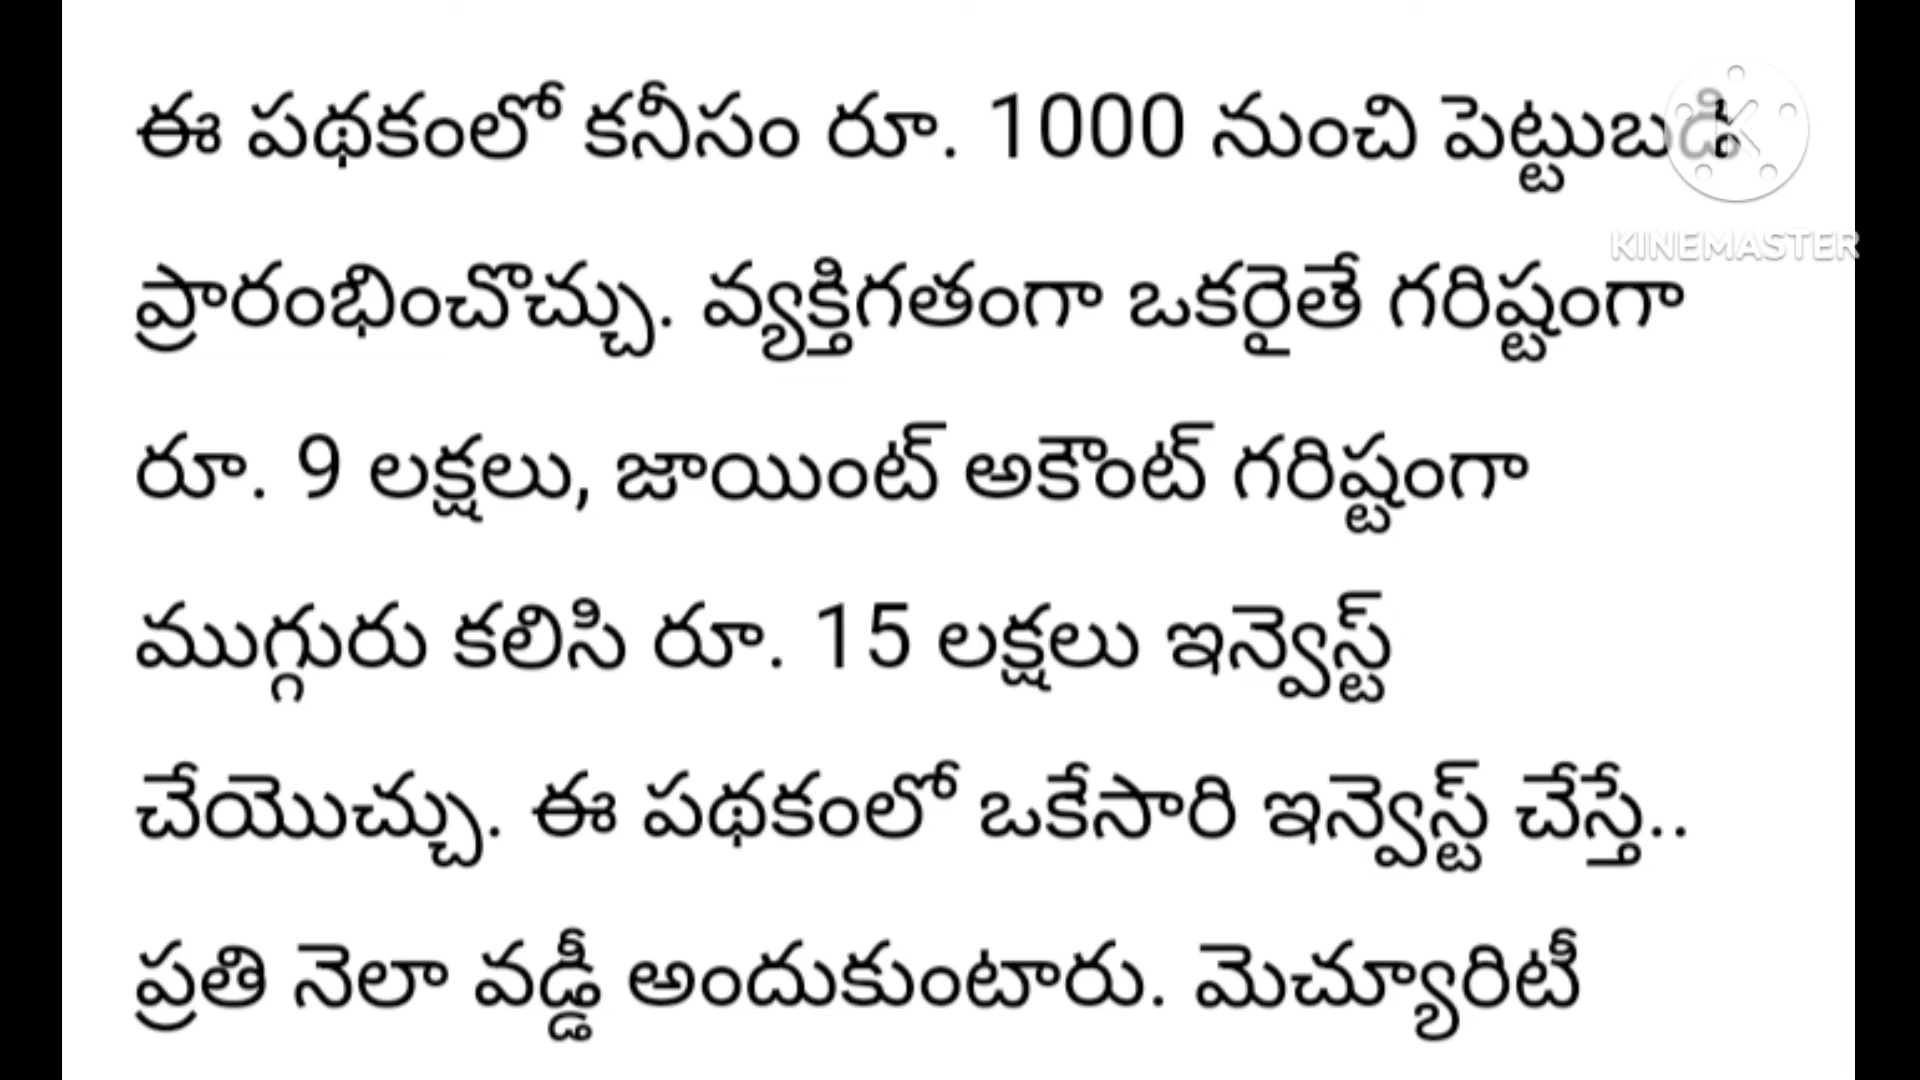 ఈ పథకంలో కనీసం రూ. 1000 నుంచి పెట్టుబడి
KINEMASTER
ప్రారంభించొచ్చు. వ్యక్తిగతంగా ఒకరైతే గరిష్టంగా
రూ. 9 లక్షలు, జాయింట్ అకౌంట్ గరిష్టంగా
ముగ్గురు కలిసి రూ. 15 లక్షలు ఇన్వెస్ట్
చేయొచ్చు. ఈ పథకంలో ఒకేసారి ఇన్వెస్ట్ చేస్తే..
ప్రతి నెలా వడ్డీ అందుకుంటారు. మెచ్యూరిటీ